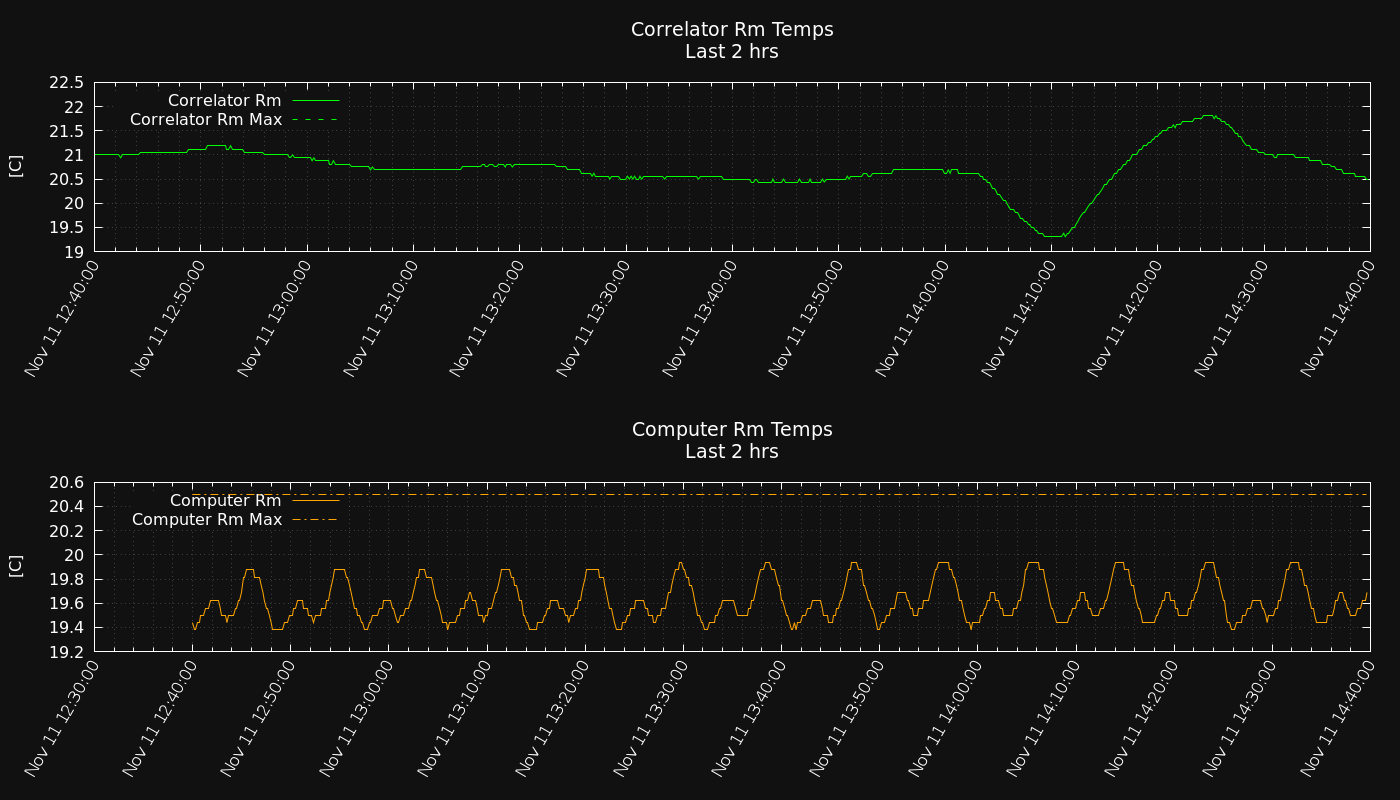 Correlator Rm Temps
Last 2 hrs
22.5
22
21.5
21
20.5
20
19.5
19
[C]
Correlator Rm
Correlator Rm Max
Nov 11 12:40:00
Nov 11 12:50:00
Nov 11 13:00:00
Nov 11 13:10:00
Nov 11 13:20:00
Nov 11 13:30:00
Nov 11 13:40:00
Nov 11 13:50:00
Nov 11 14:00:00
Nov 11 14:10:00
Nov 11 14:20:00
Nov 11 14:30:00
Nov 11 14:40:00
Computer Rm Temps
Last 2 hrs
20.6
20.4
20.2
20
19.8
19.6
19.4
19.2
[C]
Computer Rm
Computer Rm Max
Nov 11 12:30:00
Nov 11 12:40:00
Nov 11 12:50:00
Nov 11 13:00:00
Nov 11 13:10:00
Nov 11 13:20:00
Nov 11 13:30:00
Nov 11 13:40:00
Nov 11 13:50:00
Nov 11 14:00:00
Nov 11 14:10:00
Nov 11 14:20:00
Nov 11 14:30:00
Nov 11 14:40:00